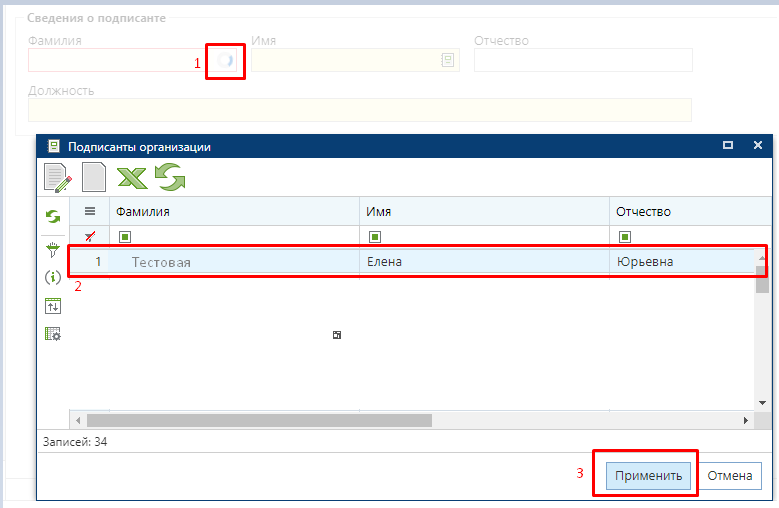 Сведения о подписанте
Фамилия Имя Отчество
1
Должность
Подписанты организации
Фамилия Имя Отчество
1 Тестовая Елена Юрьевна
2
Записей: 34
3 Применить Отмена